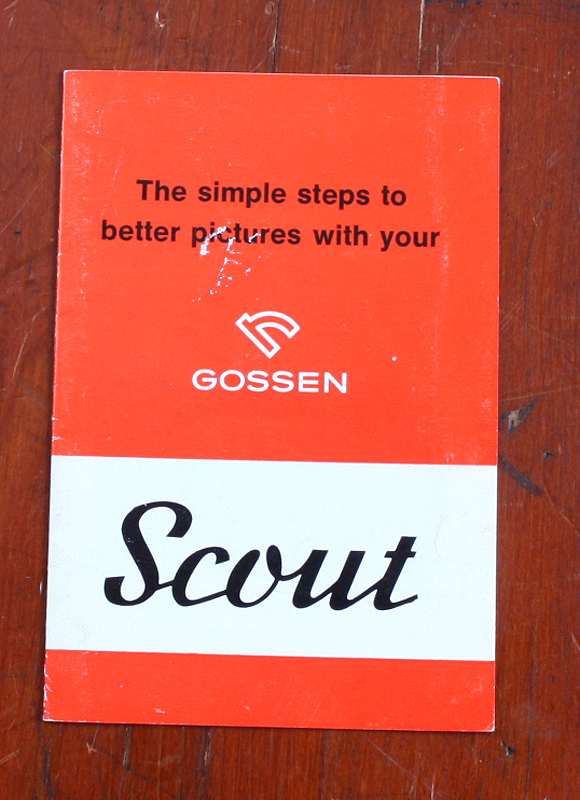 The simple steps to
better pictures with your
GOSSEN
Scout